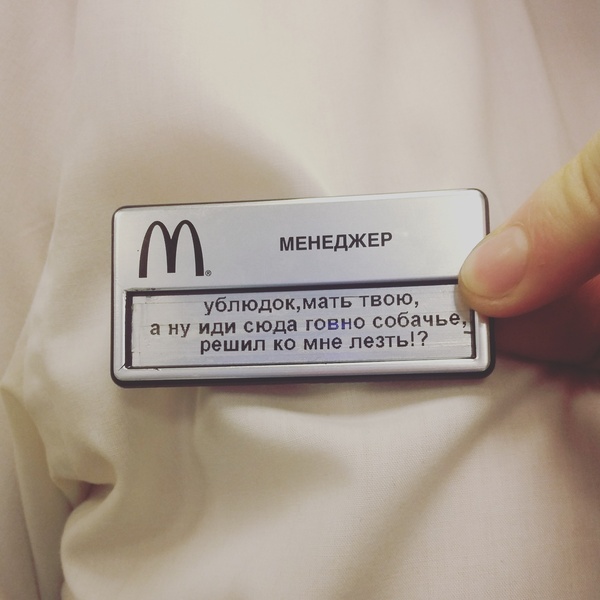 МЕНЕДЖЕР
ублюдок,мать твою,
а ну иди сюда говно собачье,
решил ко мне лезть!?